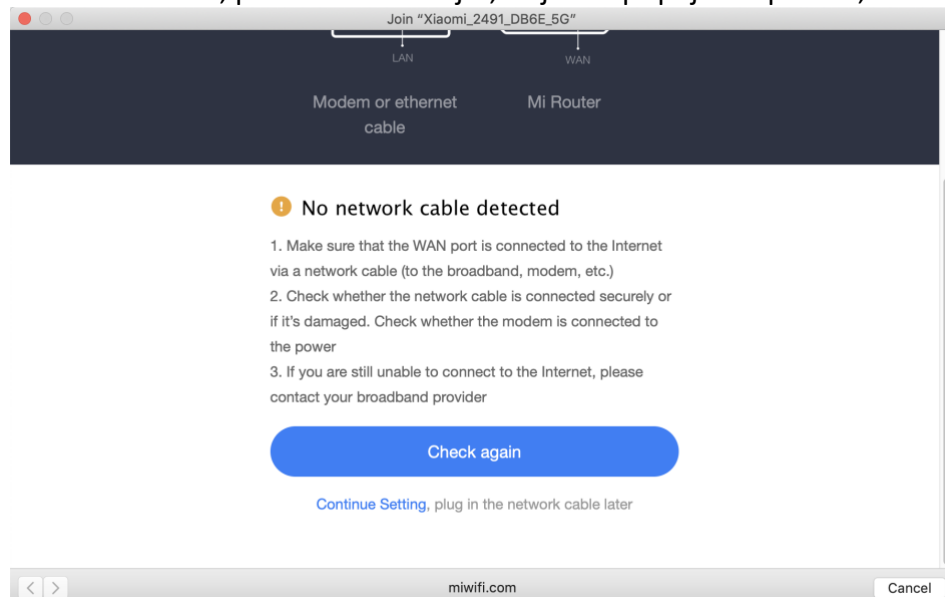 Join “Xiaomi_2491_DB6E_5G”
LAN
WAN
Modem or ethernet
cable
Mi Router
No network cable detected
1. Make sure that the WAN port is connected to the Internet
via a network cable (to the broadband, modem, etc.)
2. Check whether the network cable is connected securely or
if it's damaged. Check whether the modem is connected to
the power
3. If you are still unable to connect to the Internet, please
contact your broadband provider
Check again
Continue Setting, plug in the network cable later
miwifi.com
Cancel